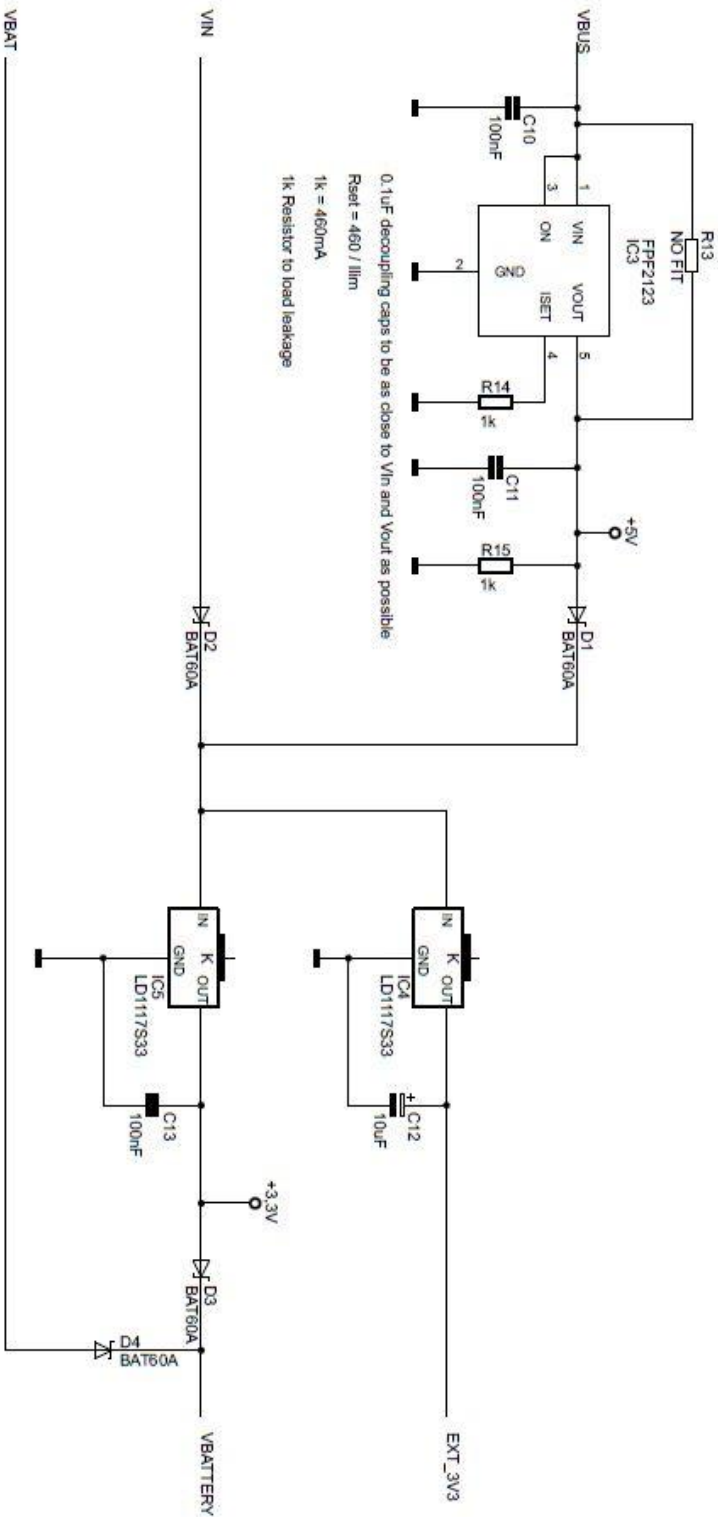 VBUS
C10
100nF
R13
NO FIT
FPF2123
IC3
1
3
VIN
ON
GND
2
VOUT
ISET
5
4
R14
1k
C11
100nF
+5V
R15
1k
D1
BAT60A
0.1uF decoupling caps to be as close to VIn and Vout as possible
Rset = 460 / Ilim
1k = 460mA
1k Resistor to load leakage
IN
K
OUT
GND
IC4
LD1117S33
C12
+
10uF
EXT_3V3
VIN
D2
BAT60A
IN
K
OUT
GND
IC5
LD1117S33
C13
100nF
+3.3V
D3
BAT60A
VBATTERY
VBAT
D4
BAT60A